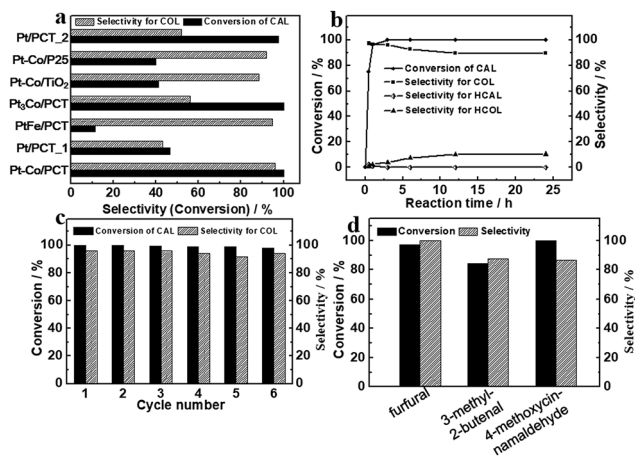 a
Selectivity for COL
Conversion of CAL
Pt/PCT_2
Pt-Co/P25
Pt-Co/TiO2
Pt3Co/PCT
PtFe/PCT
Pt/PCT_1
Pt-Co/PCT
0 20 40 60 80 100
Selectivity (Conversion) / %
b
Conversion / %
100
80
60
40
20
0
Conversion of CAL
Selectivity for COL
Selectivity for HCAL
Selectivity for HCOL
100
80
60
40
20
0
Selectivity / %
0 5 10 15 20 25
Reaction time / h
c
Conversion / %
100
80
60
40
20
0
Conversion of CAL
Selectivity for COL
100
80
60
40
20
0
Selectivity / %
1 2 3 4 5 6
Cycle number
d
Conversion / %
100
80
60
40
20
0
Conversion
Selectivity
100
80
60
40
20
0
Selectivity / %
furfural
3-methyl-
2-butenal
4-methoxycin-
namaldehyde